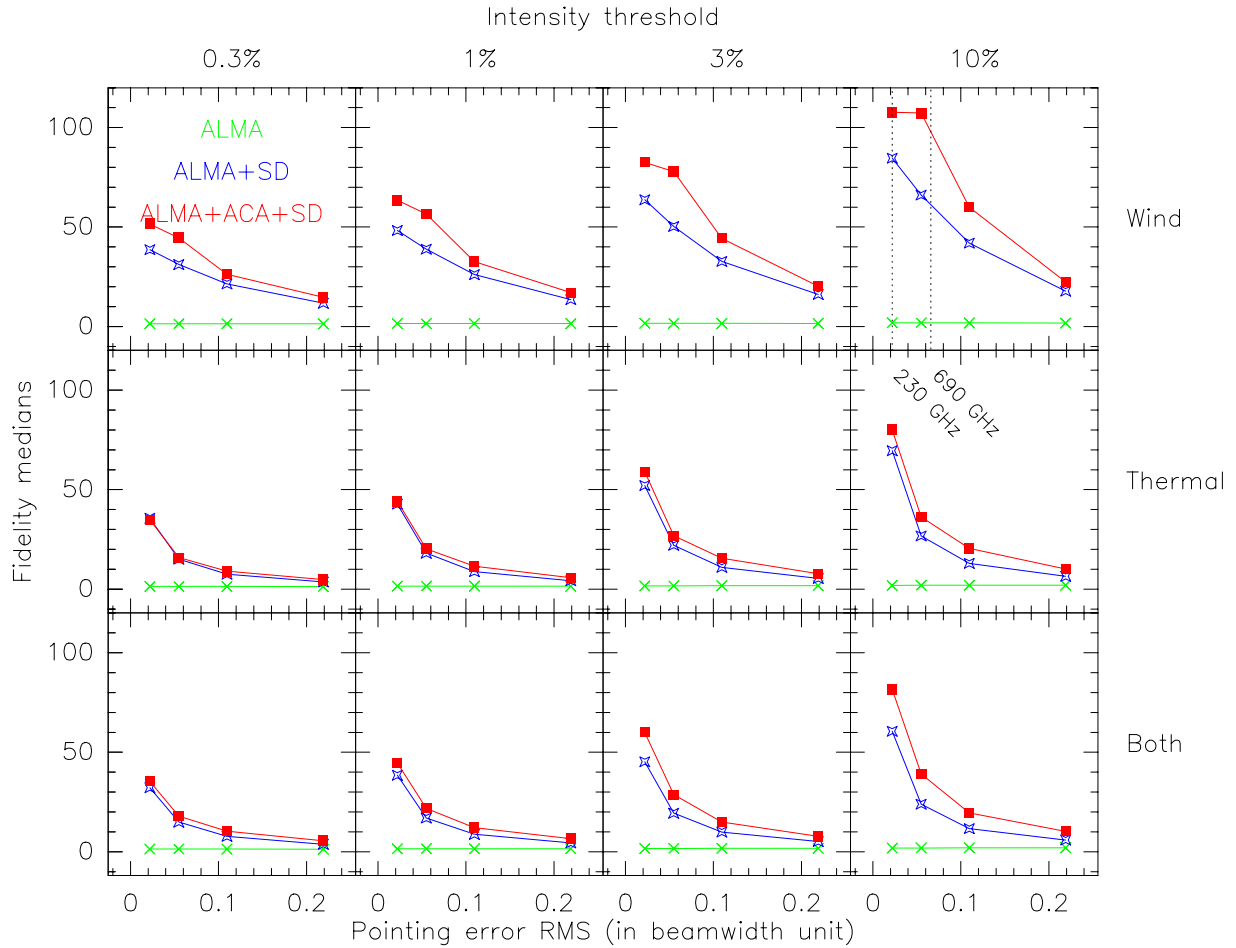 Intensity threshold
0.3% 1% 3% 10%
100
50
0
ALMA
ALMA+SD
ALMA+ACA+SD
Wind
100
50
0
230 GHz
690 GHz
Thermal
Fidelity medians
100
50
0
Both
0 0.1 0.2 0 0.1 0.2 0 0.1 0.2 0 0.1 0.2
Pointing error RMS (in beamwidth unit)